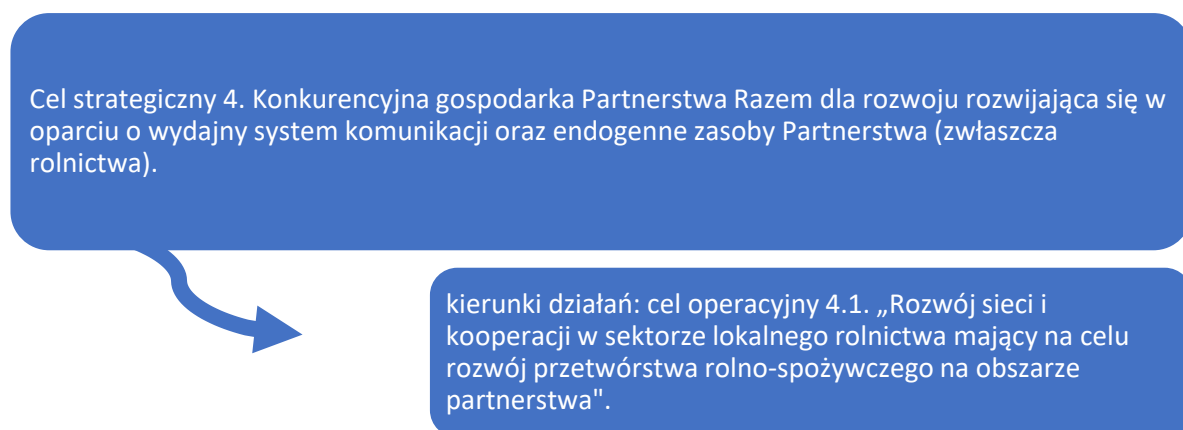 Cel strategiczny 4. Konkurencyjna gospodarka Partnerstwa Razem dla rozwoju rozwijająca się w
oparciu o wydajny system komunikacji oraz endogenne zasoby Partnerstwa (zwłaszcza
rolnictwa).
kierunki działań: cel operacyjny 4.1. „Rozwój sieci i
kooperacji w sektorze lokalnego rolnictwa mający na celu
rozwój przetwórstwa rolno-spożywczego na obszarze
partnerstwa".